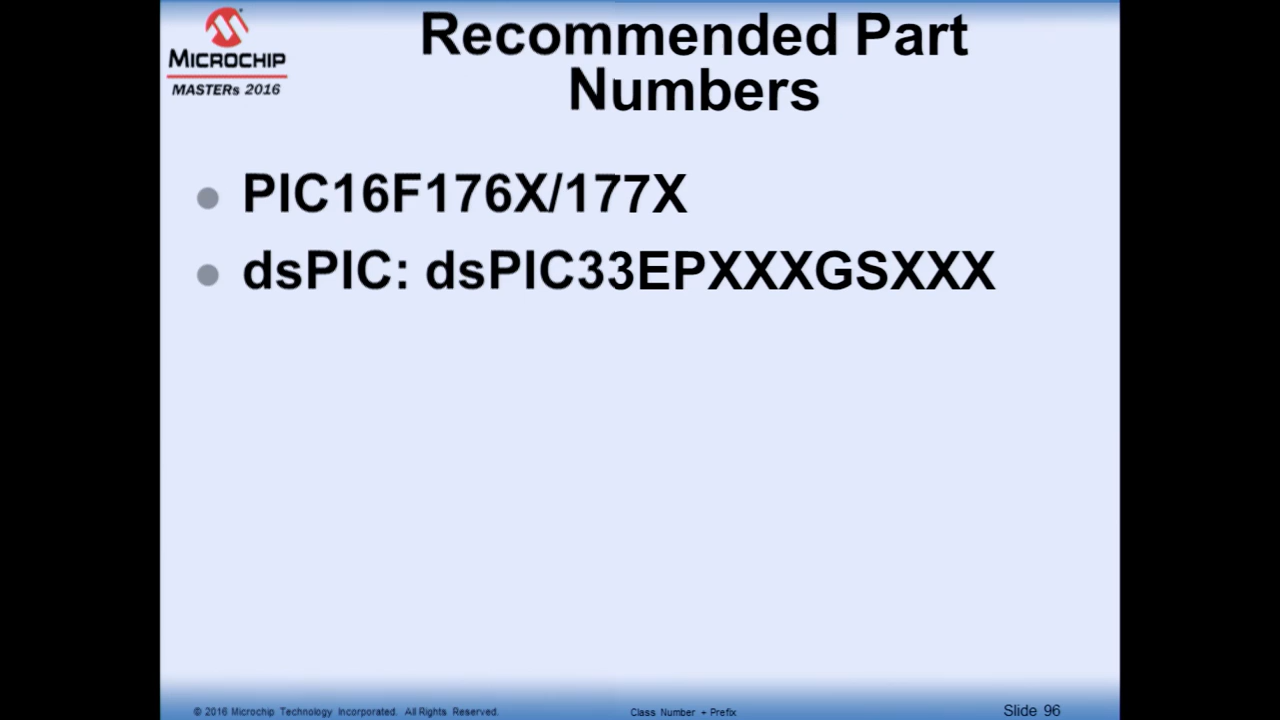 MICROCHIP
MASTERs 2016
Recommended Part
Numbers
PIC16F176X/177X
dsPIC: dsPIC33EPXXXGSXXX
© 2016 Microchip Technology Incorporated. All Rights Reserved.
Class Number + Prefix
Slide 96